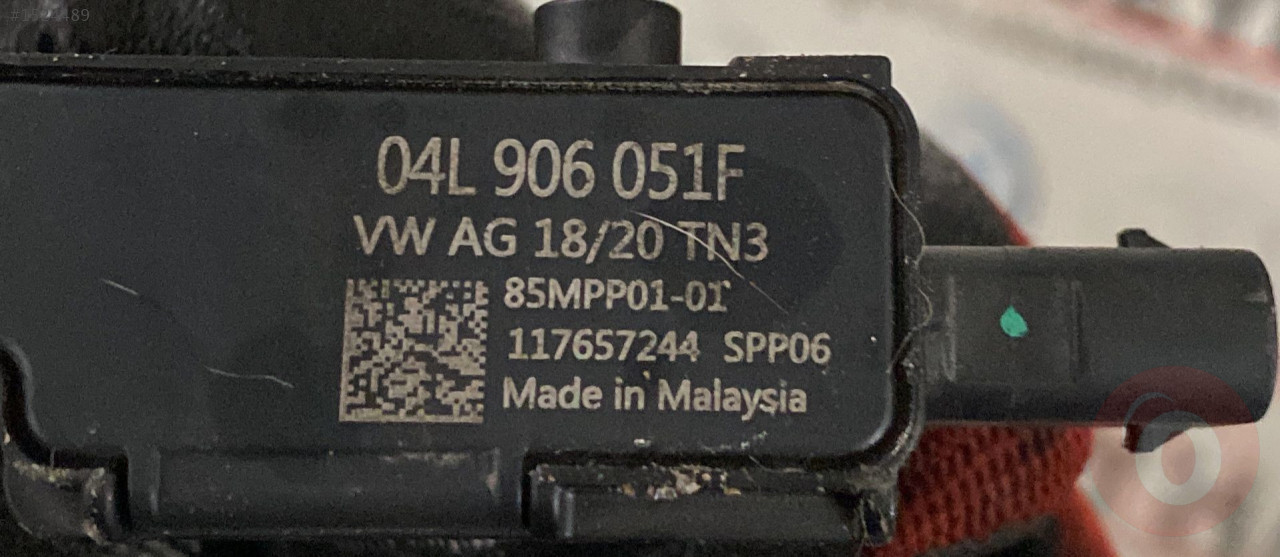 04L 906 051F
VW AG 18/20 TN3
85MPP01-01
117657244 SPP06
Made in Malaysia